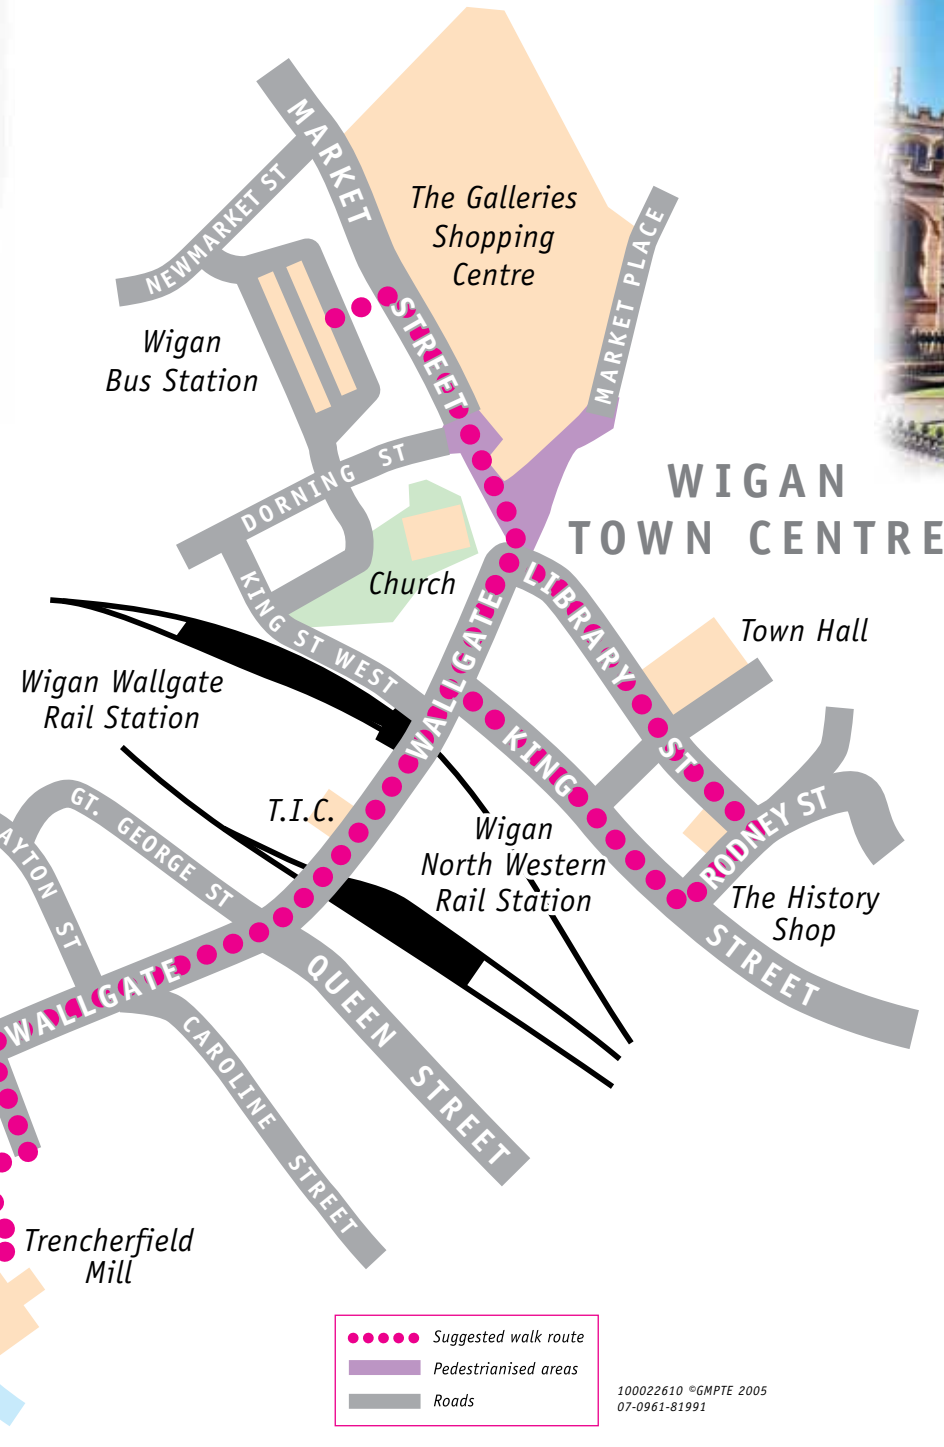 MARKET
STREET
NEWMARKET ST
The Galleries
Shopping
Centre
MARKET PLACE
Wigan
Bus Station
DORNING ST
WIGAN
TOWN CENTRE
Church
KING ST WEST
LIBRARY ST
WALLGATE
Town Hall
Wigan Wallgate
Rail Station
KING
STREET
T.I.C.
GT. GEORGE ST
AYTON ST
Wigan
North Western
Rail Station
RODNEY ST
The History
Shop
WALLGATE
QUEEN STREET
CAROLINE STREET
Trencherfield
Mill
Suggested walk route
Pedestrianised areas
Roads
100022610 ©GMPTE 2005
07-0961-81991